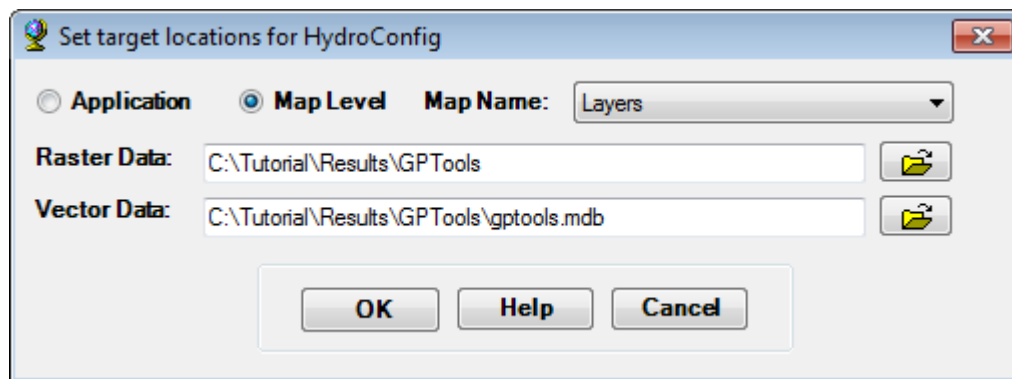 Set target locations for HydroConfig
Application Map Level Map Name: Layers
Raster Data: C:\Tutorial\Results\GPTools
Vector Data: C:\Tutorial\Results\GPTools\gptools.mdb
OK Help Cancel